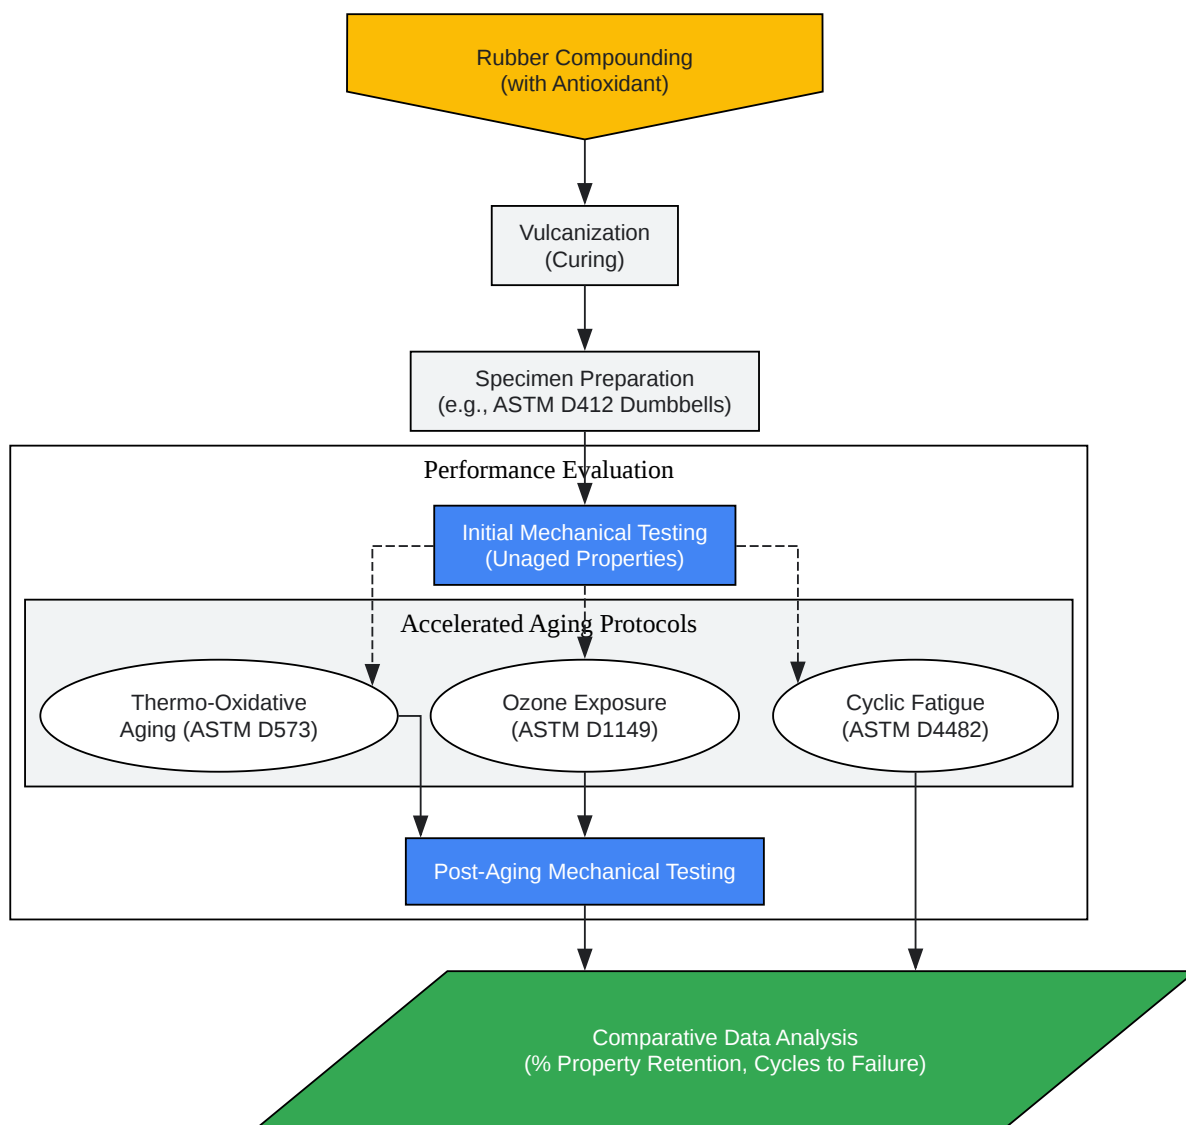 Rubber Compounding
(with Antioxidant)
Vulcanization
(Curing)
Specimen Preparation
(e.g., ASTM D412 Dumbbells)
Performance Evaluation
Initial Mechanical Testing
(Unaged Properties)
Accelerated Aging Protocols
Thermo-Oxidative
Aging (ASTM D573)
Ozone Exposure
(ASTM D1149)
Cyclic Fatigue
(ASTM D4482)
Post-Aging Mechanical Testing
Comparative Data Analysis
(% Property Retention, Cycles to Failure)